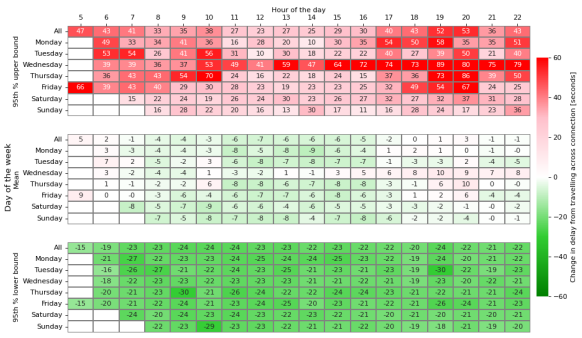 Hour of the day
5 6 7 8 9 10 11 12 13 14 15 16 17 18 19 20 21 22
All 47 43 41 33 35 38 27 23 27 25 29 30 40 43 52 53 36 43
Monday 49 33 34 41 36 16 28 20 10 30 35 54 50 58 35 35 51
Tuesday 53 54 26 41 56 31 10 23 22 22 15 40 27 39 50 21 40
Wednesday 39 39 36 37 53 49 41 59 47 64 72 74 73 89 80 75 79
Thursday 36 43 43 54 70 24 16 22 18 24 15 37 36 73 86 39 50
Friday 66 39 43 40 29 30 28 23 19 23 23 25 32 49 54 67 24 25
Saturday 15 22 24 19 26 24 30 23 26 27 32 27 32 37 31 28
Sunday 16 28 22 20 16 13 30 17 11 16 28 24 17 23 36
95th % upper bound
All 5 2 -1 -4 -4 -3 -6 -7 -6 -6 -6 -5 -2 0 1 3 -1 -1
Monday 3 -3 -4 -4 -3 -8 -5 -8 -9 -6 -4 1 2 1 0 -1 -0
Tuesday 7 2 -5 -2 3 -6 -8 -7 -8 -7 -7 -1 -3 -3 2 -4 -5
Wednesday 3 -2 -4 -4 1 -3 -2 1 -1 3 5 6 8 10 9 7 8
Thursday 1 -1 -2 -2 6 -8 -8 -6 -7 -8 -8 -3 -1 6 10 0 -0
Friday 9 0 -0 -3 -6 -4 -6 -7 -7 -6 -8 -6 -3 1 2 6 -4 -4
Saturday -8 -5 -7 -9 -6 -6 -4 -6 -5 -5 -3 -3 -2 -1 0 -2
Sunday -7 -5 -8 -7 -8 -8 -4 -7 -8 -6 -2 -2 -4 -0 1
Day of the week
Mean
All -15 -19 -23 -23 -24 -24 -24 -23 -23 -22 -23 -22 -22 -20 -24 -22 -21 -22
Monday -21 -27 -22 -23 -23 -24 -25 -24 -24 -25 -23 -24 -20 -24 -20 -22 -22
Tuesday -16 -26 -27 -21 -22 -24 -23 -25 -24 -21 -23 -23 -19 -30 -22 -19 -23
Wednesday -18 -22 -23 -23 -22 -23 -23 -21 -21 -22 -21 -20 -22 -23 -22 -21 -22
Thursday -20 -21 -23 -30 -21 -26 -24 -22 -22 -24 -24 -23 -21 -22 -21 -21 -24
Friday -15 -20 -21 -22 -24 -21 -23 -24 -25 -20 -23 -22 -21 -22 -26 -24 -21 -23
Saturday -24 -20 -24 -23 -24 -23 -22 -22 -23 -22 -22 -20 -24 -21 -20 -22
Sunday -22 -23 -29 -23 -22 -23 -21 -21 -22 -21 -20 -19 -18 -21 -20
95th % lower bound
60
40
20
0
−20
−40
−60
Change in delay from travelling across connection [seconds]